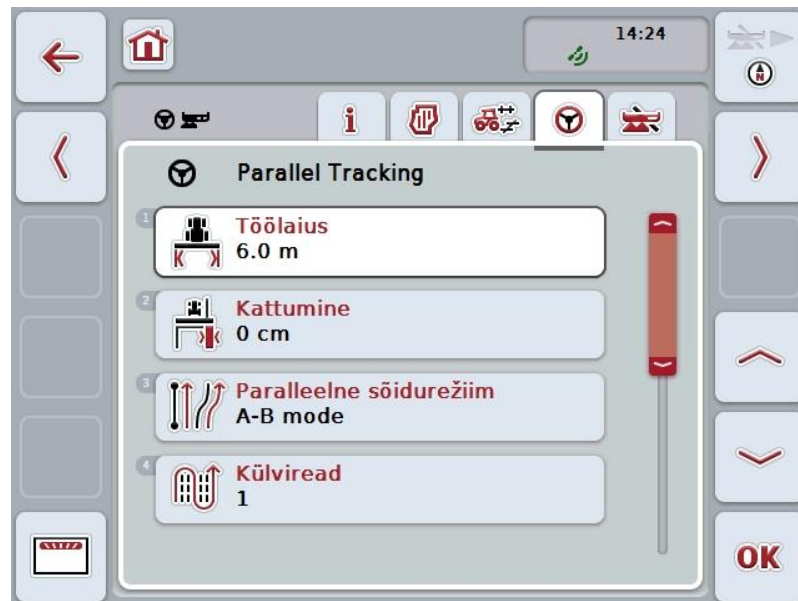 14:24
N
i
Parallel Tracking
1
Töölaius
6.0 m
2
Kattumine
0 cm
3
Paralleelne sõidurežiim
A-B mode
4
Külviread
1
OK